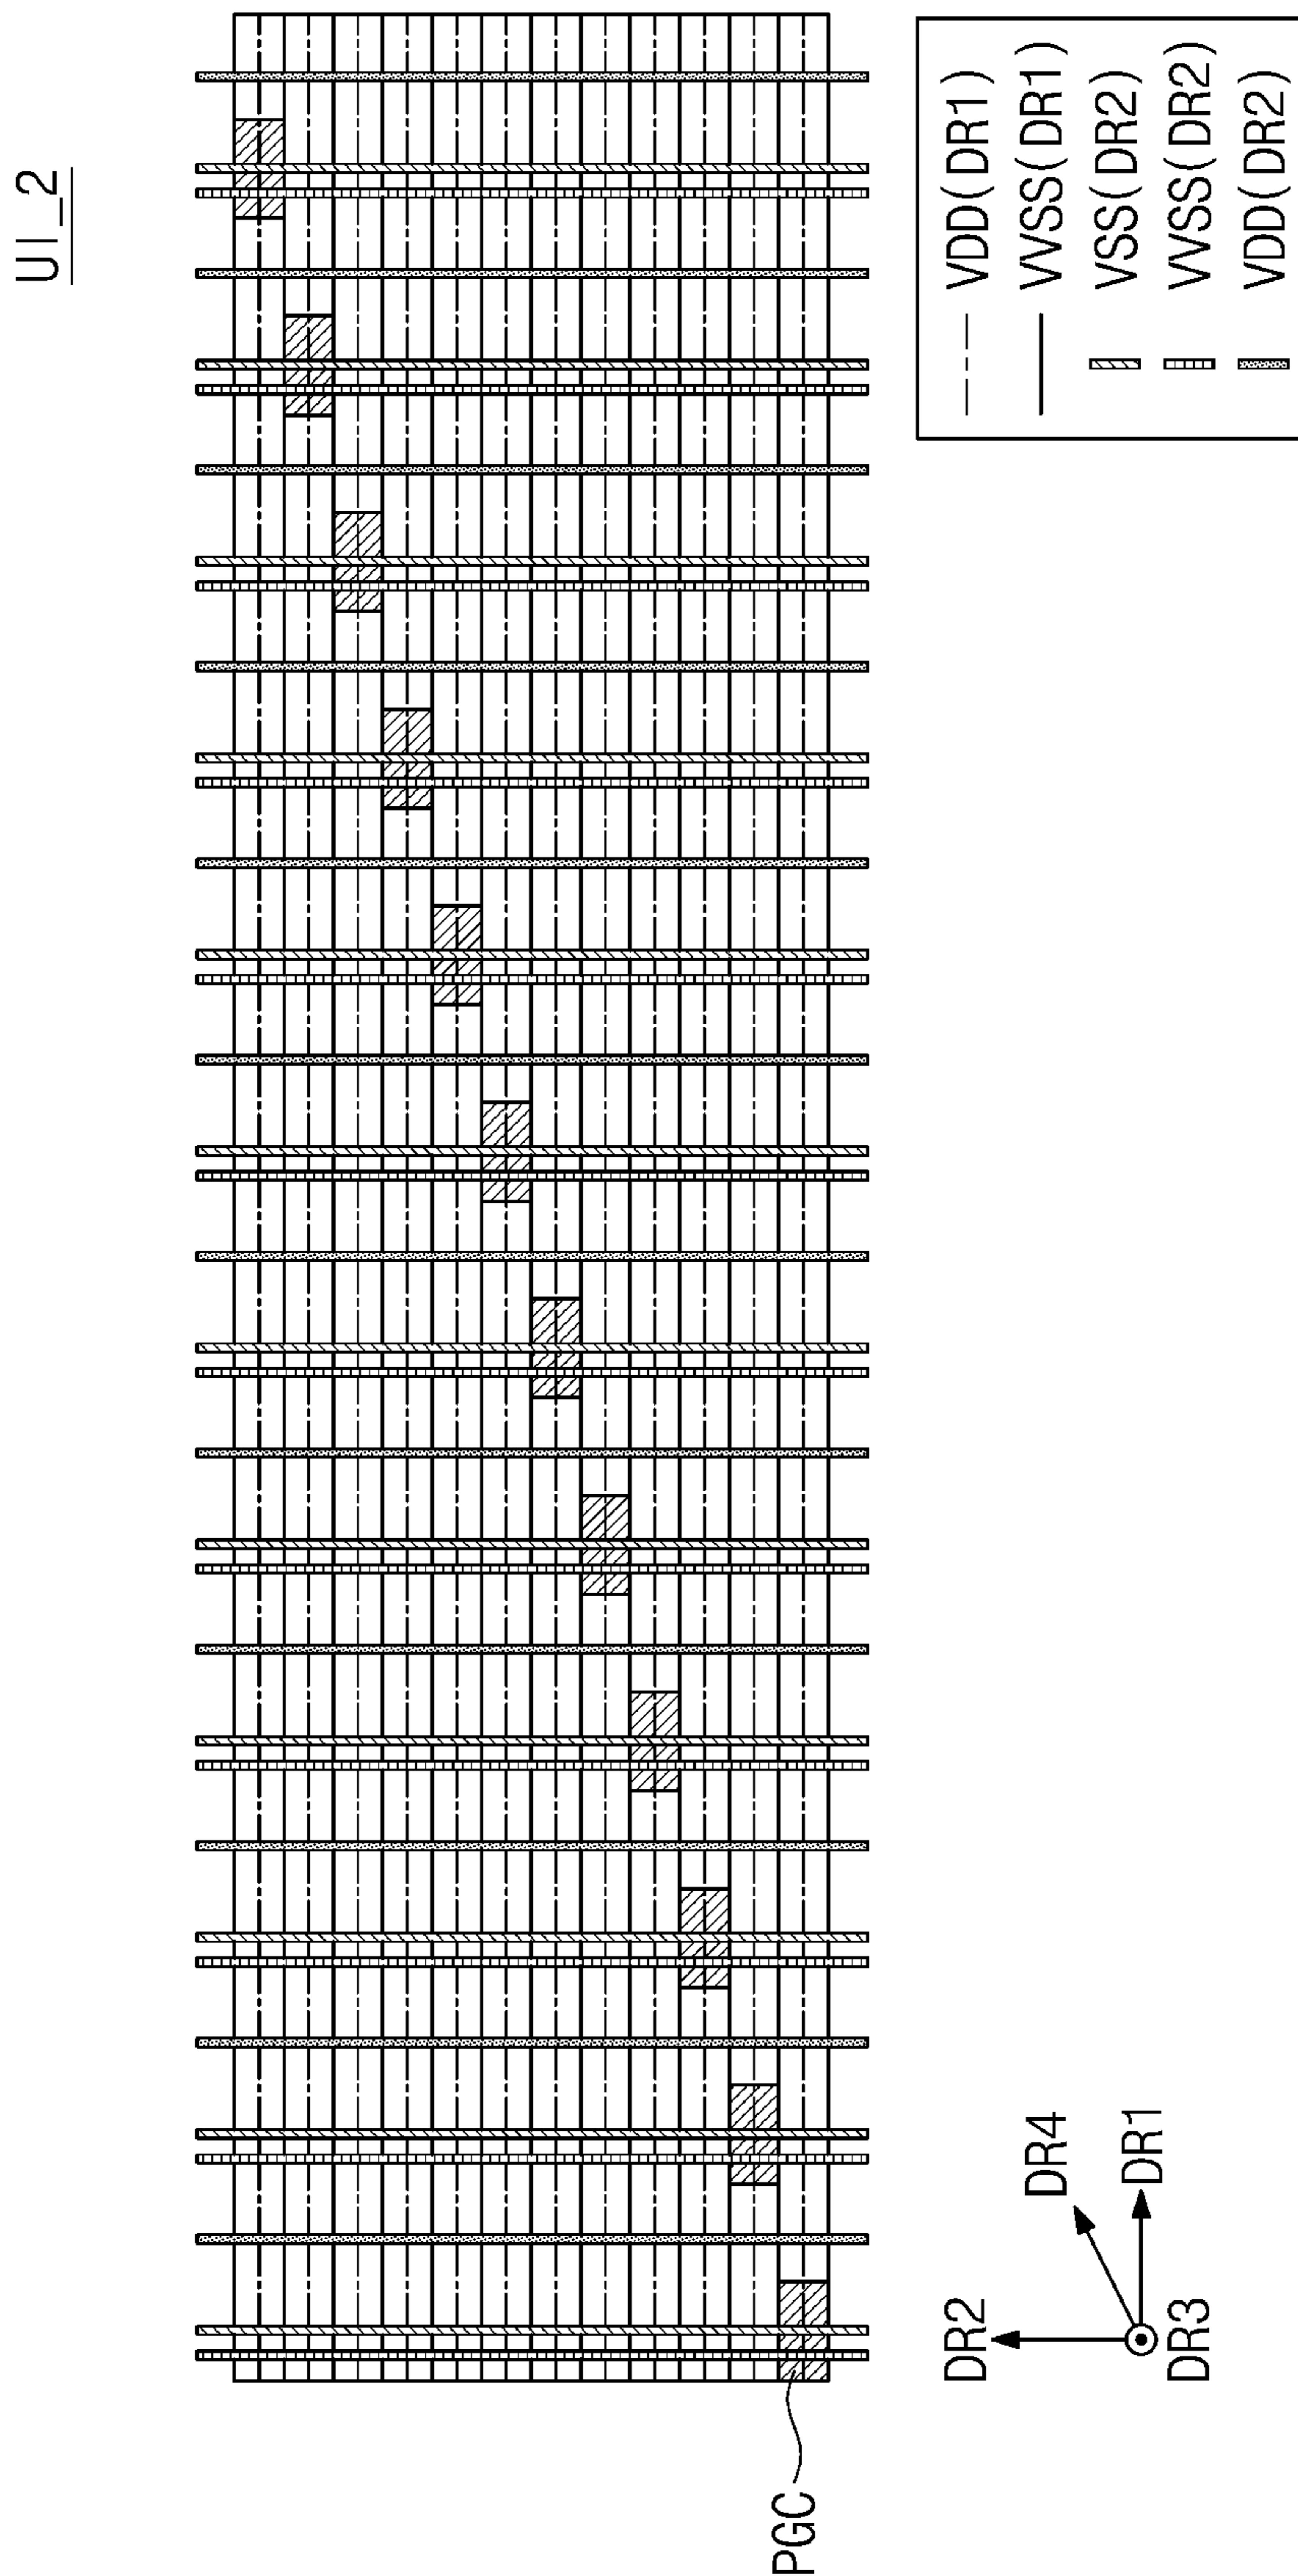 UI_2
VDD(DR1)
VVSS(DR1)
VSS(DR2)
VVSS(DR2)
VDD(DR2)
DR2
DR4
DR1
DR3
PGC